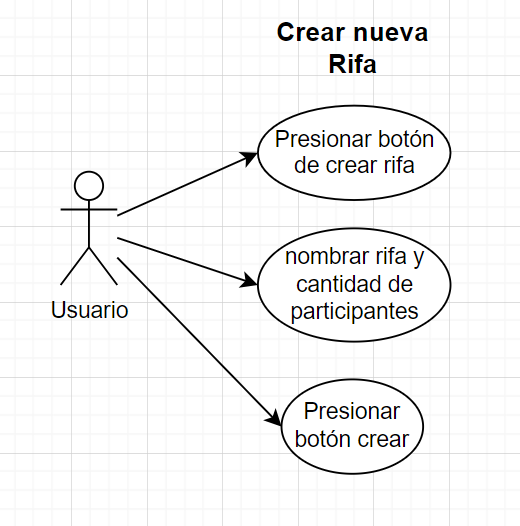 Crear nueva
Rifa
Presionar botón
de crear rifa
nombrar rifa y
cantidad de
participantes
Usuario
Presionar
botón crear